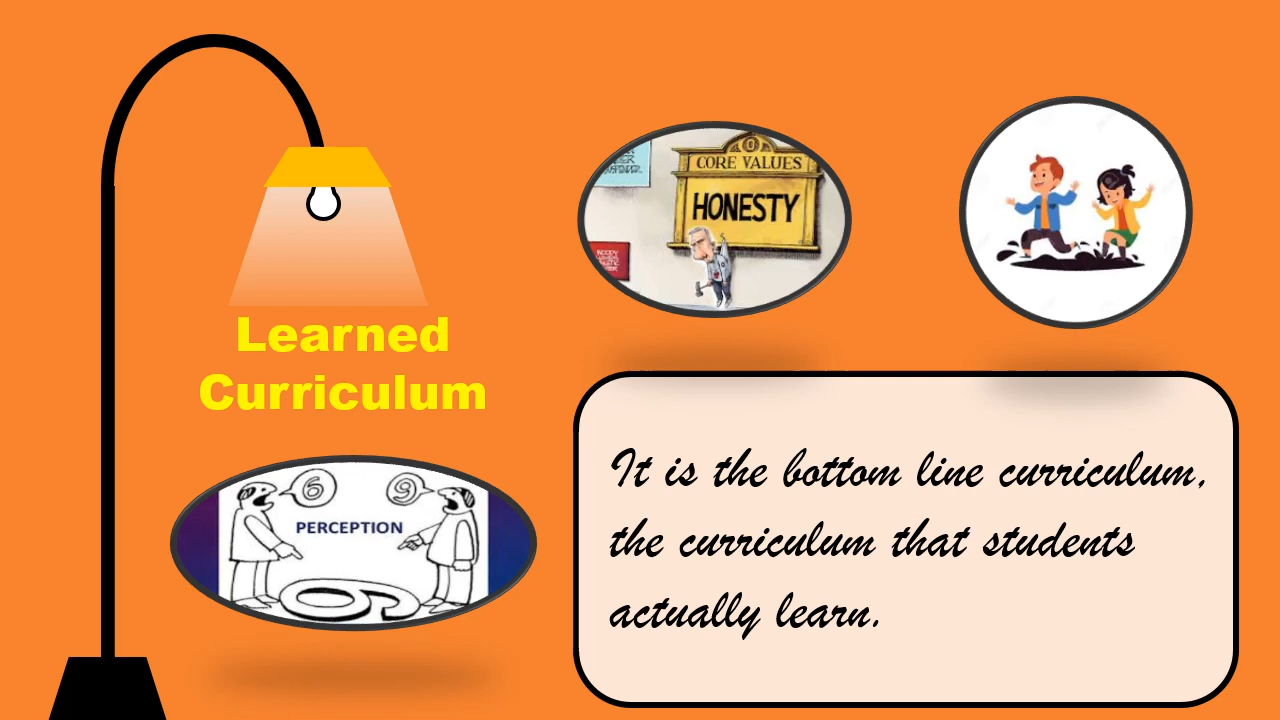 Learned
Curriculum
CORE VALUES
HONESTY
6
9
PERCEPTION
It is the bottom line curriculum,
the curriculum that students
actually learn.